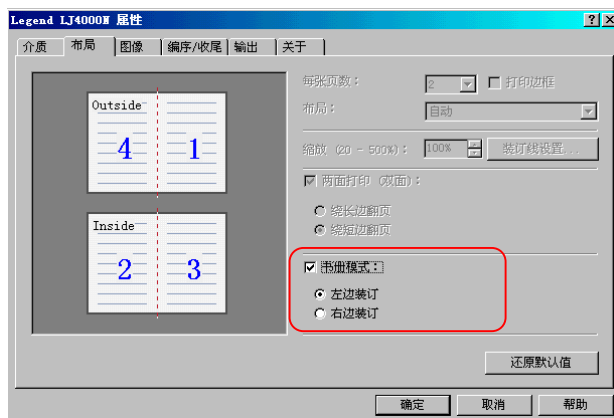 Legend LJ4000N 属性
介质 布局 图像 编序/收尾 输出 关于
每张页数： 2 打印边框
布局： 自动
缩放 (20 - 500%)： 100% 装订线设置...
两面打印 (双面)：
绕长边翻页
绕短边翻页
书册模式：
左边装订
右边装订
Outside
4 1
Inside
2 3
还原默认值
确定 取消 帮助